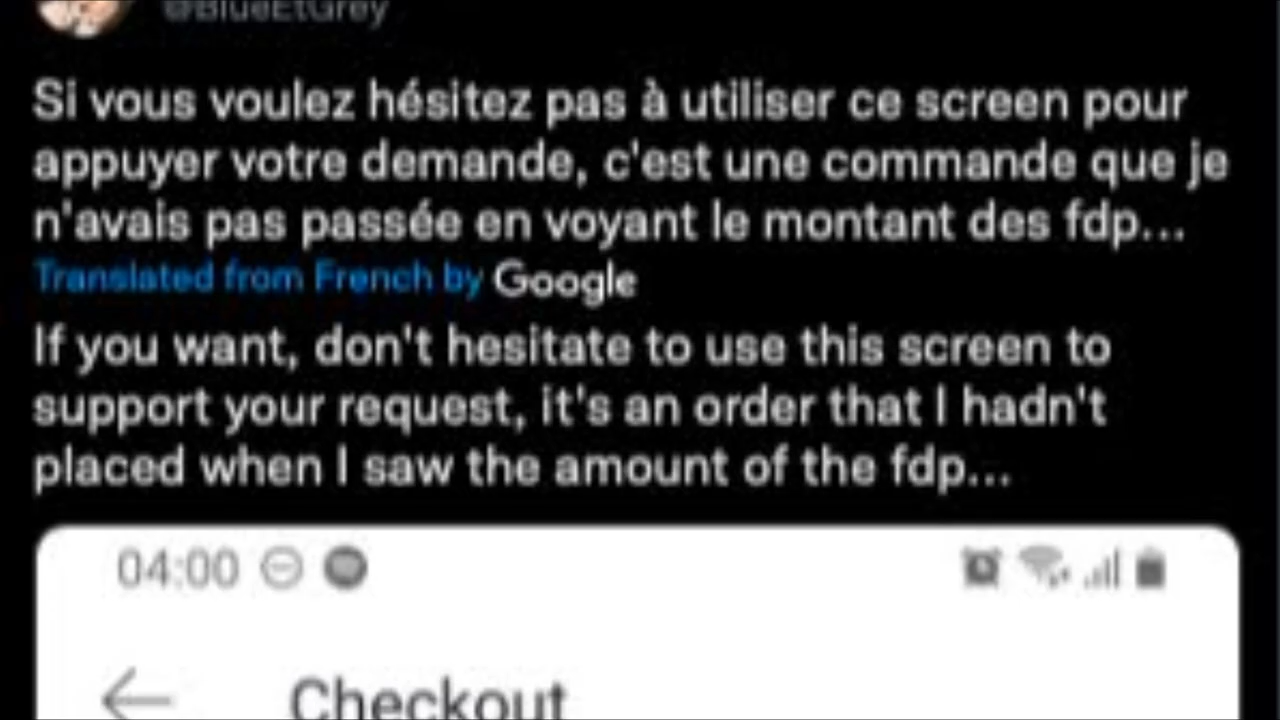 @BlueEtGrey
Si vous voulez hésitez pas à utiliser ce screen pour
appuyer votre demande, c'est une commande que je
n'avais pas passée en voyant le montant des fdp...
Translated from French by Google
If you want, don't hesitate to use this screen to
support your request, it's an order that I hadn't
placed when I saw the amount of the fdp...
04:00
Checkout